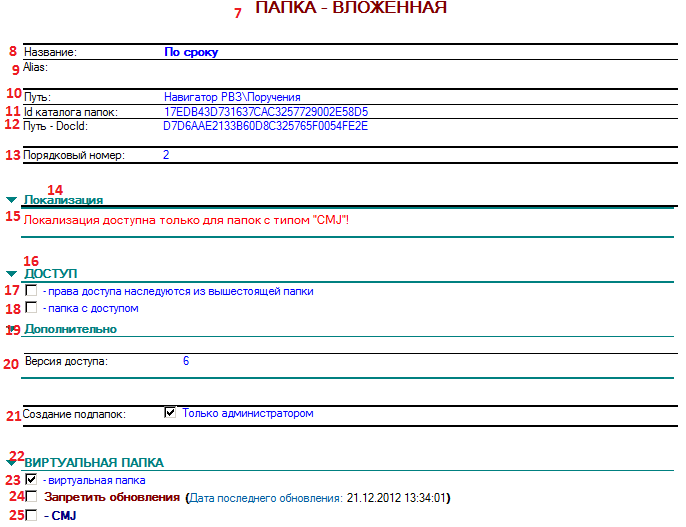 7 ПАПКА - ВЛОЖЕННАЯ
8 Название: По сроку
9 Alias:
10 Путь: Навигатор РВЗ\Поручения
11 Id каталога папок: 17EDB43D731637CAC3257729002E58D5
12 Путь - DocId: D7D6AAE2133B60D8C325765F0054FE2E
13 Порядковый номер: 2
14
Локализация
15 Локализация доступна только для папок с типом "CMJ"!
16
ДОСТУП
17 - права доступа наследуются из вышестоящей папки
18 - папка с доступом
19 Дополнительно
20 Версия доступа: 6
21 Создание подпапок: Только администратором
22 ВИРТУАЛЬНАЯ ПАПКА
23 - виртуальная папка
24 Запретить обновления (Дата последнего обновления: 21.12.2012 13:34:01)
25 - CMJ